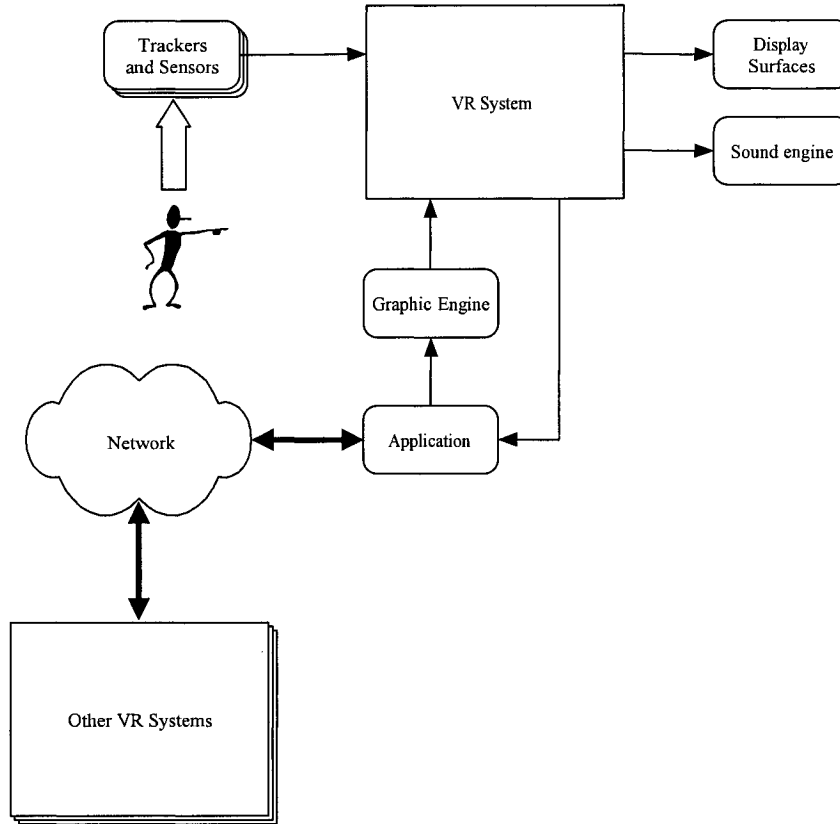 Trackers
and Sensors
VR System
Display
Surfaces
Sound engine
Graphic Engine
Network
Application
Other VR Systems